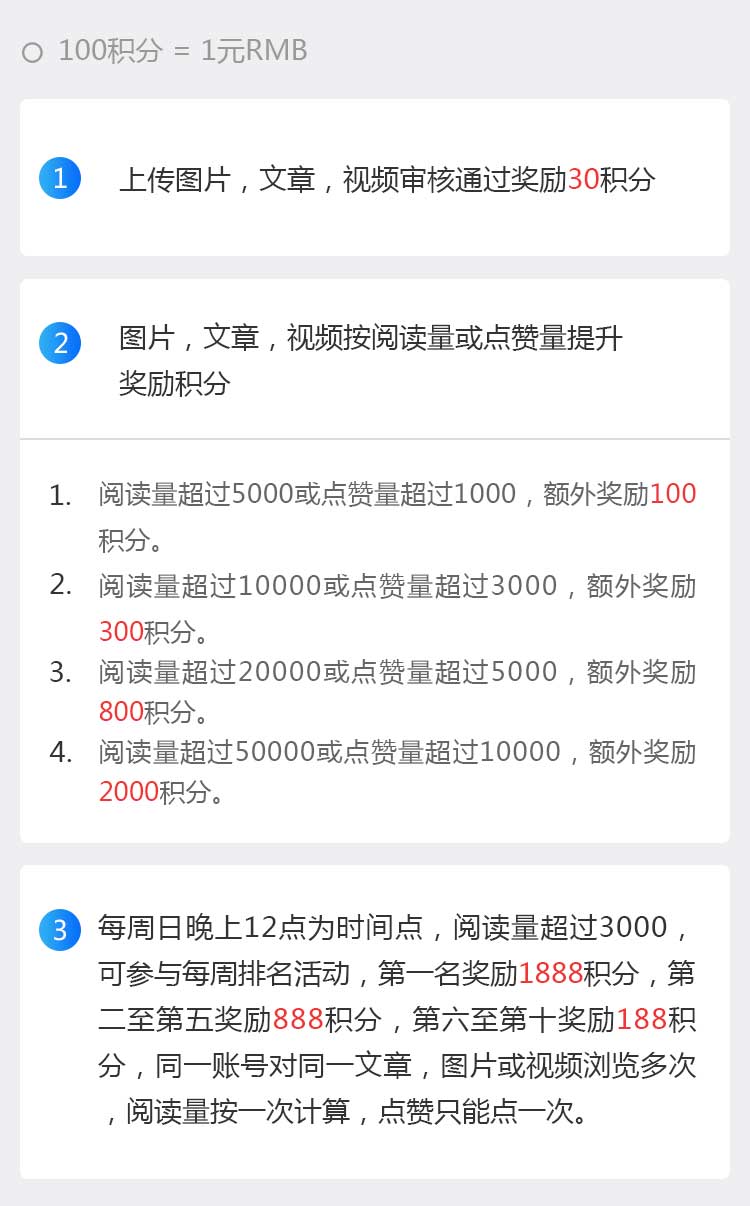 100积分 = 1元RMB
1 上传图片，文章，视频审核通过奖励30积分
2 图片，文章，视频按阅读量或点赞量提升
奖励积分
1. 阅读量超过5000或点赞量超过1000，额外奖励100
积分。
2. 阅读量超过10000或点赞量超过3000，额外奖励
300积分。
3. 阅读量超过20000或点赞量超过5000，额外奖励
800积分。
4. 阅读量超过50000或点赞量超过10000，额外奖励
2000积分。
3 每周日晚上12点为时间点，阅读量超过3000，
可参与每周排名活动，第一名奖励1888积分，第
二至第五奖励888积分，第六至第十奖励188积
分，同一账号对同一文章，图片或视频浏览多次
，阅读量按一次计算，点赞只能点一次。